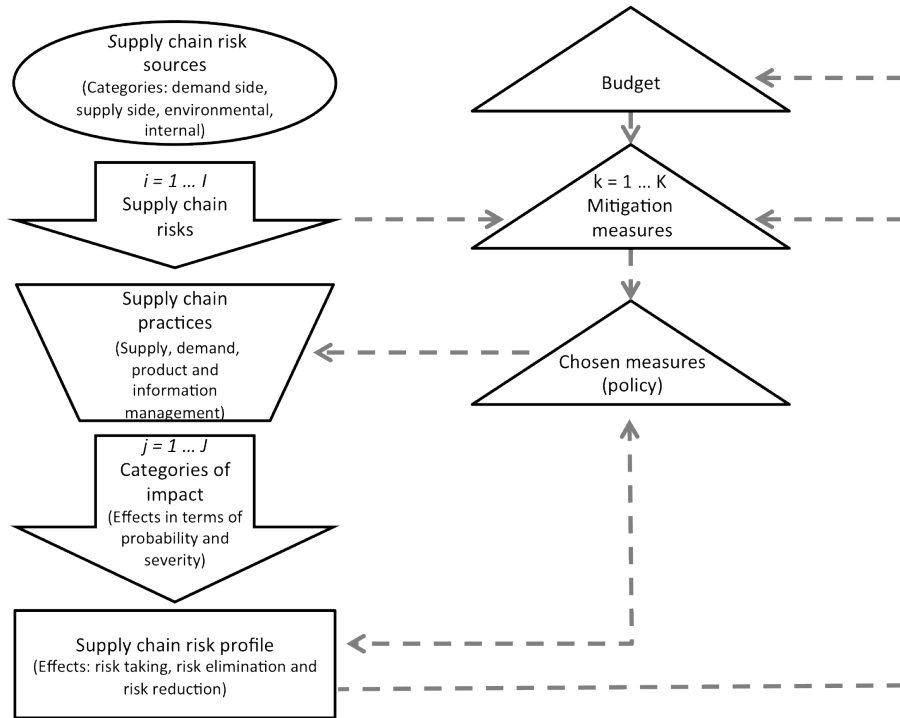 Supply chain risk
sources
(Categories: demand side,
supply side, environmental,
internal)
i = 1 ... I
Supply chain
risks
Supply chain
practices
(Supply, demand,
product and
information
management)
j = 1 ... J
Categories of
impact
(Effects in terms of
probability and
severity)
Supply chain risk profile
(Effects: risk taking, risk elimination and
risk reduction)
Budget
k = 1 ... K
Mitigation
measures
Chosen measures
(policy)